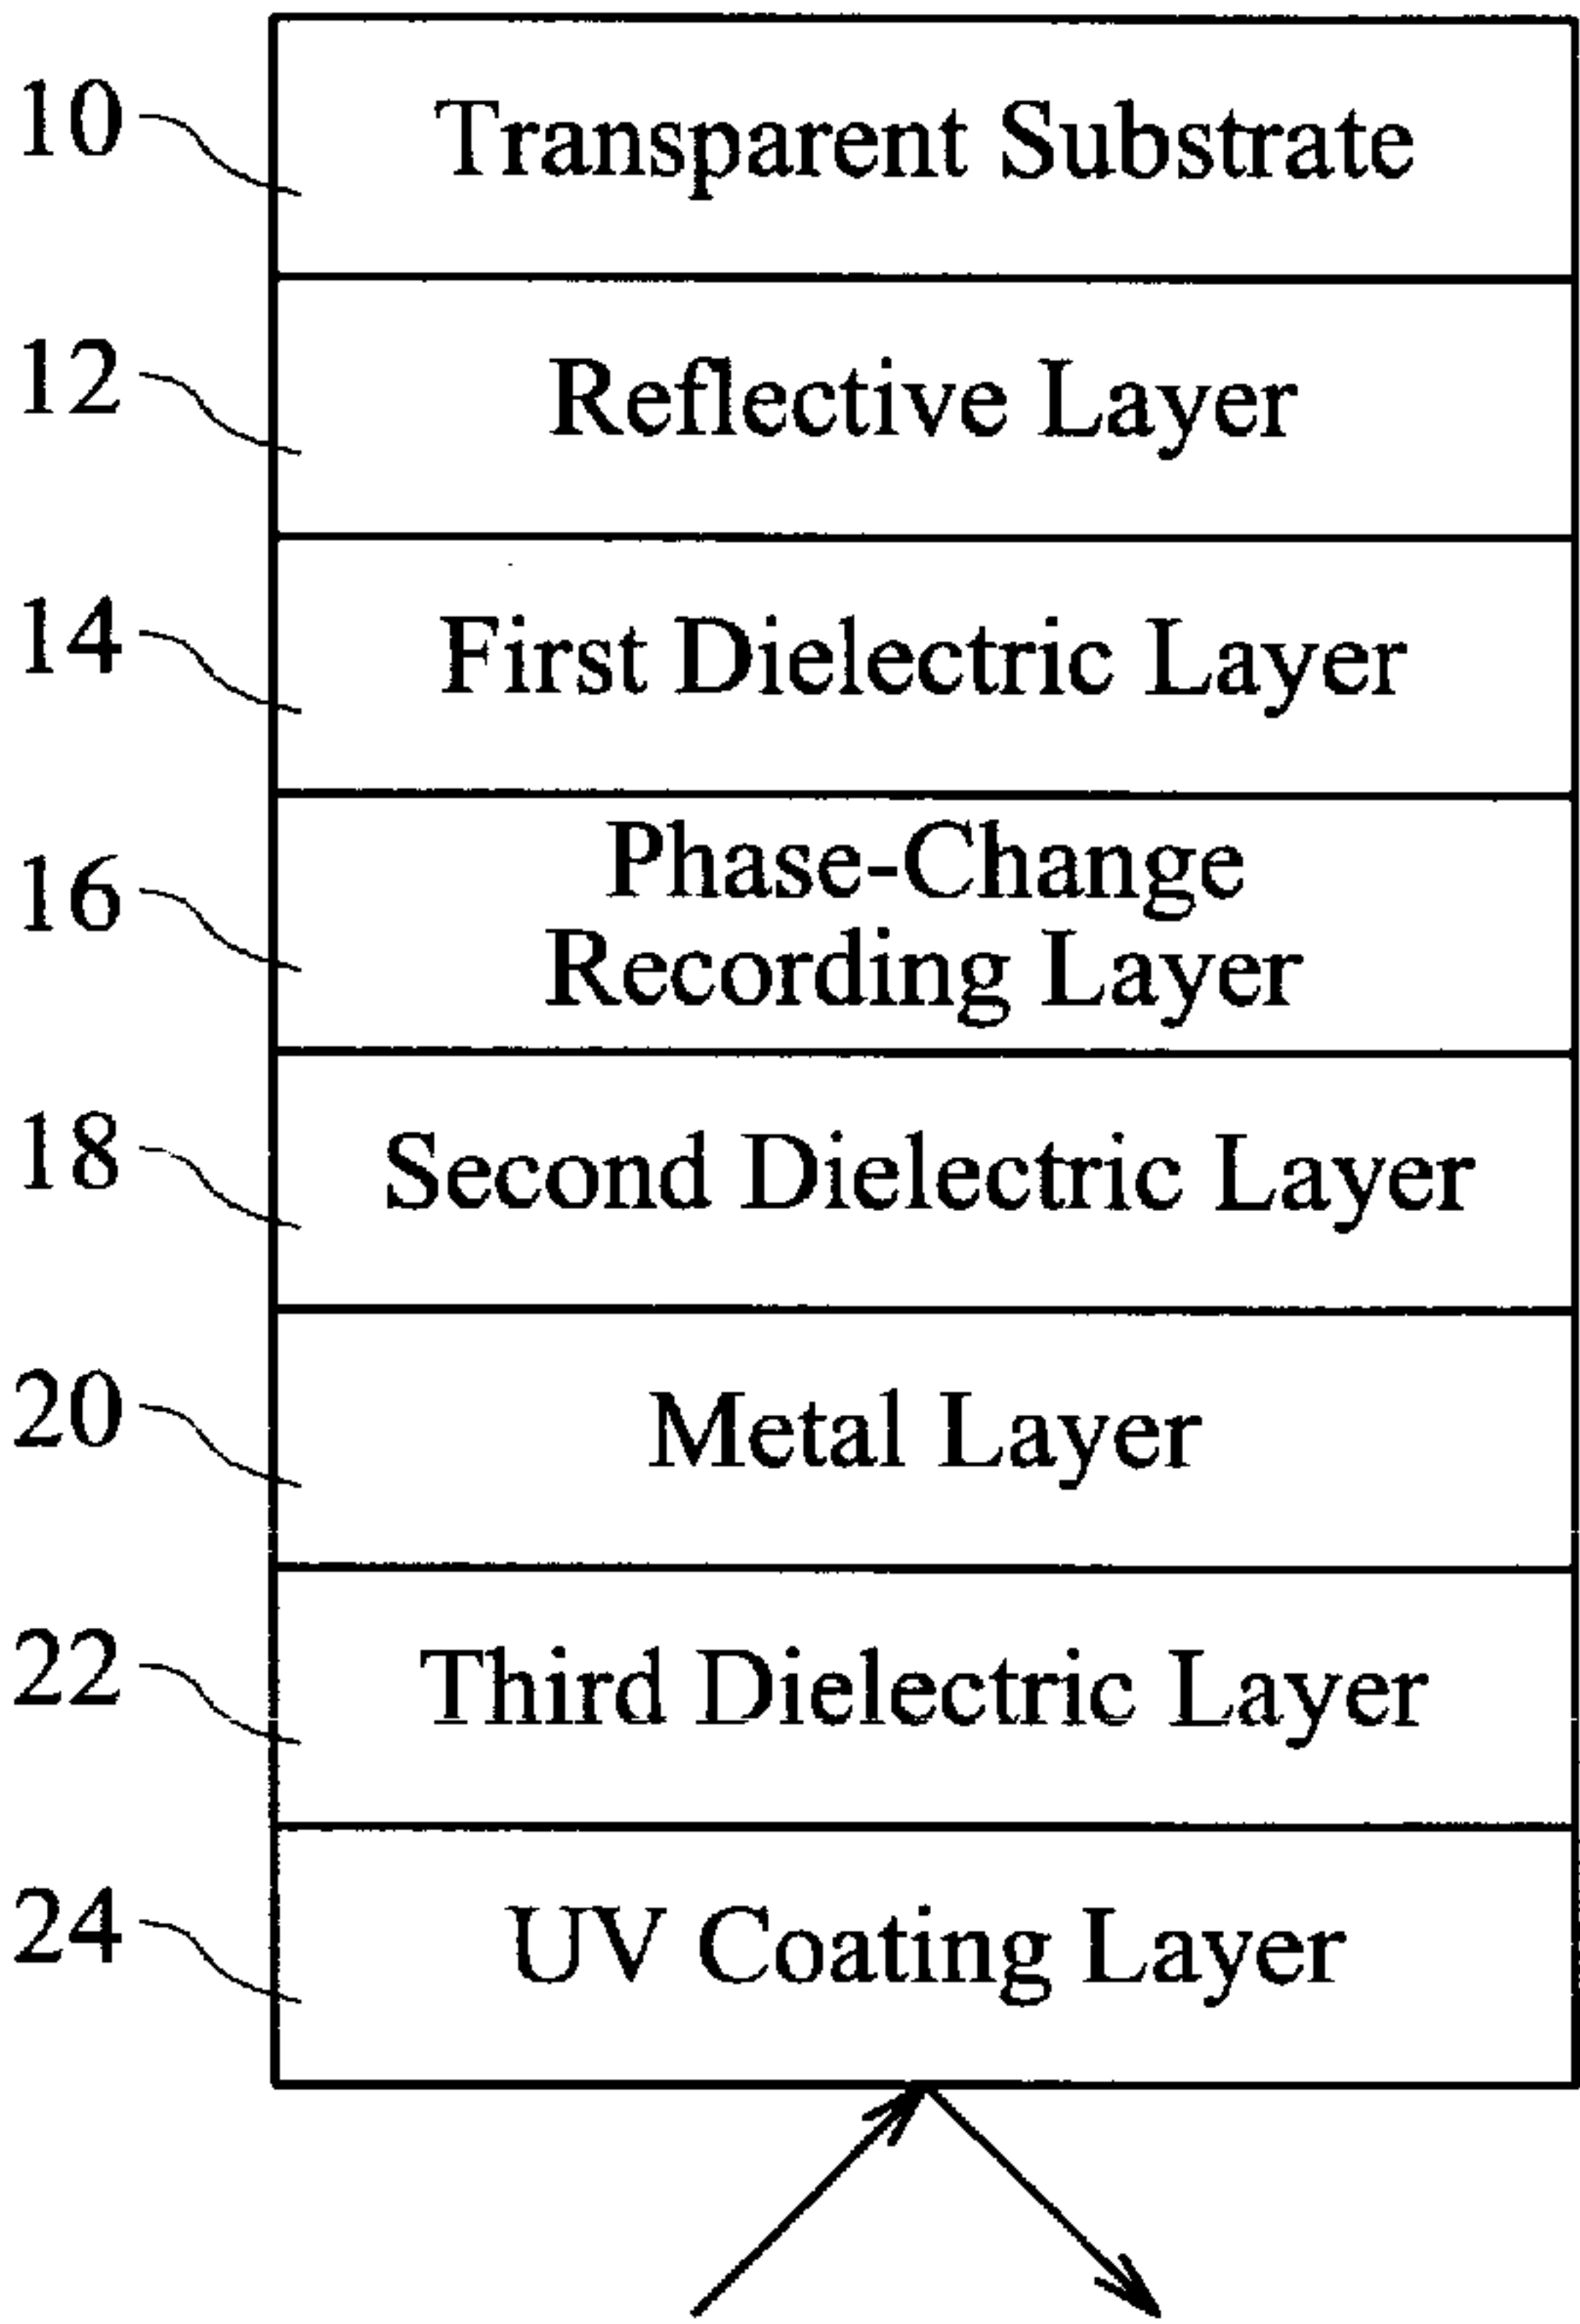 10 Transparent Substrate
12 Reflective Layer
14 First Dielectric Layer
16 Phase-Change
Recording Layer
18 Second Dielectric Layer
20 Metal Layer
22 Third Dielectric Layer
24 UV Coating Layer